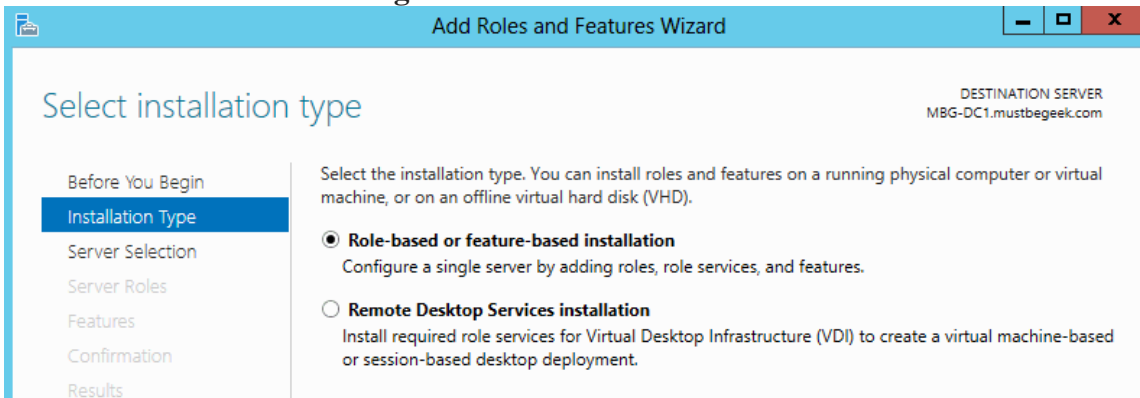 Add Roles and Features Wizard
Select installation type
DESTINATION SERVER
MBG-DC1.mustbegeek.com
Before You Begin
Installation Type
Server Selection
Server Roles
Features
Confirmation
Results
Select the installation type. You can install roles and features on a running physical computer or virtual
machine, or on an offline virtual hard disk (VHD).
Role-based or feature-based installation
Configure a single server by adding roles, role services, and features.
Remote Desktop Services installation
Install required role services for Virtual Desktop Infrastructure (VDI) to create a virtual machine-based
or session-based desktop deployment.